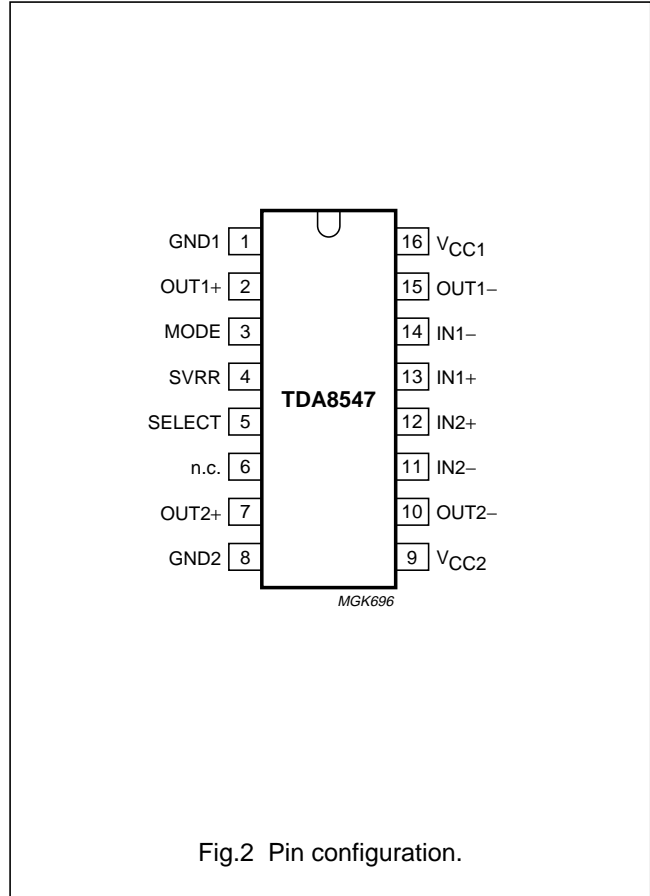 GND1 1 16 VCC1
OUT1+ 2 15 OUT1−
MODE 3 14 IN1−
SVRR 4 13 IN1+
TDA8547
SELECT 5 12 IN2+
n.c. 6 11 IN2−
OUT2+ 7 10 OUT2−
GND2 8 9 VCC2
MGK696
Fig.2 Pin configuration.